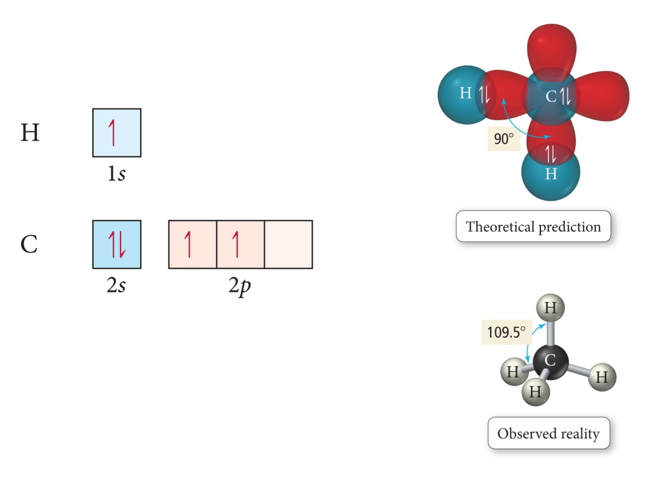 H
1s
C
2s
2p
H
C
90°
H
Theoretical prediction
H
109.5°
C
H
H
H
Observed reality